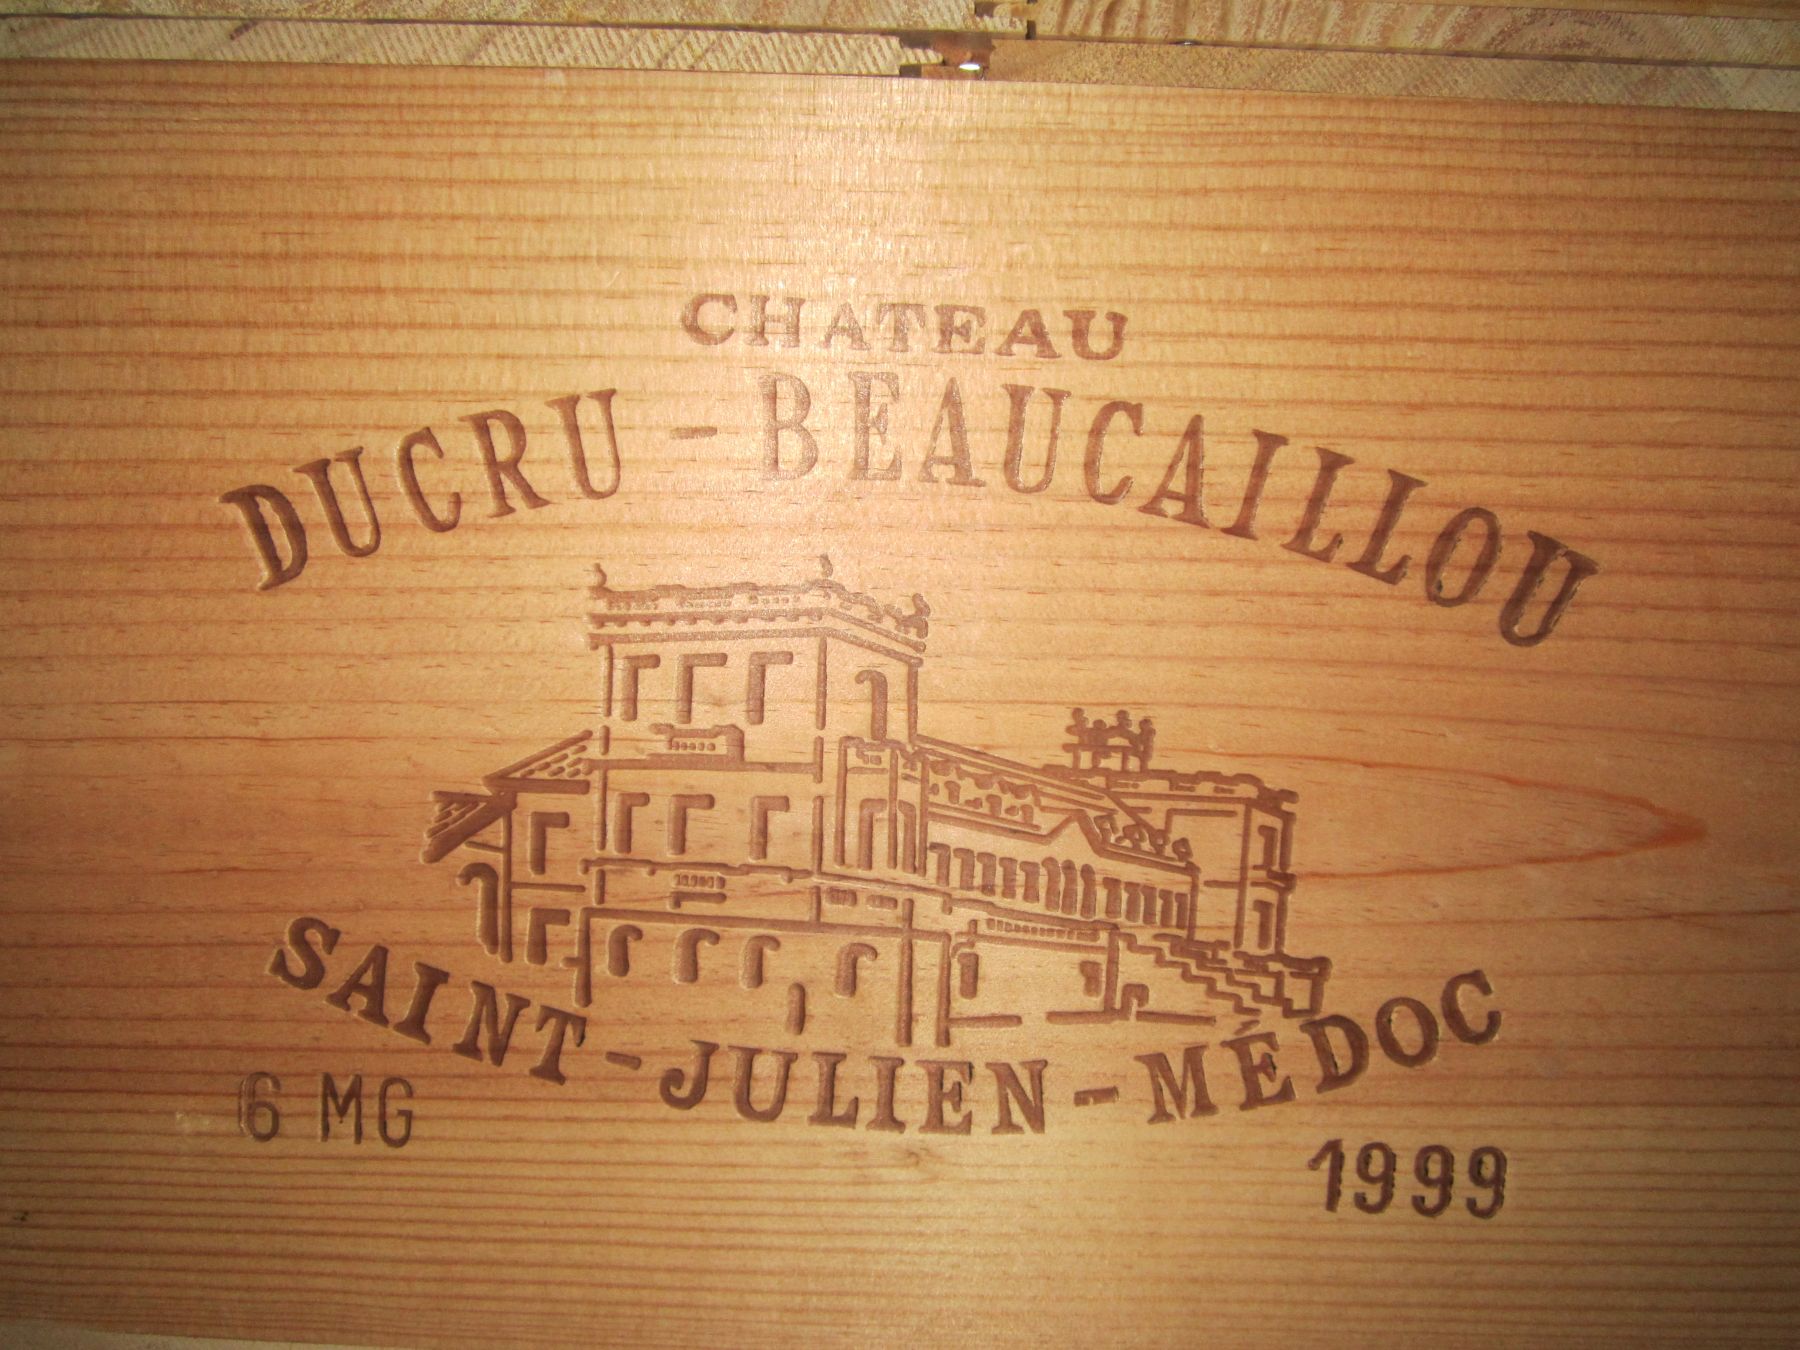 CHATEAU
DUCRU - BEAUCAILLOU
SAINT-JULIEN-MÉDOC
6 MG
1999